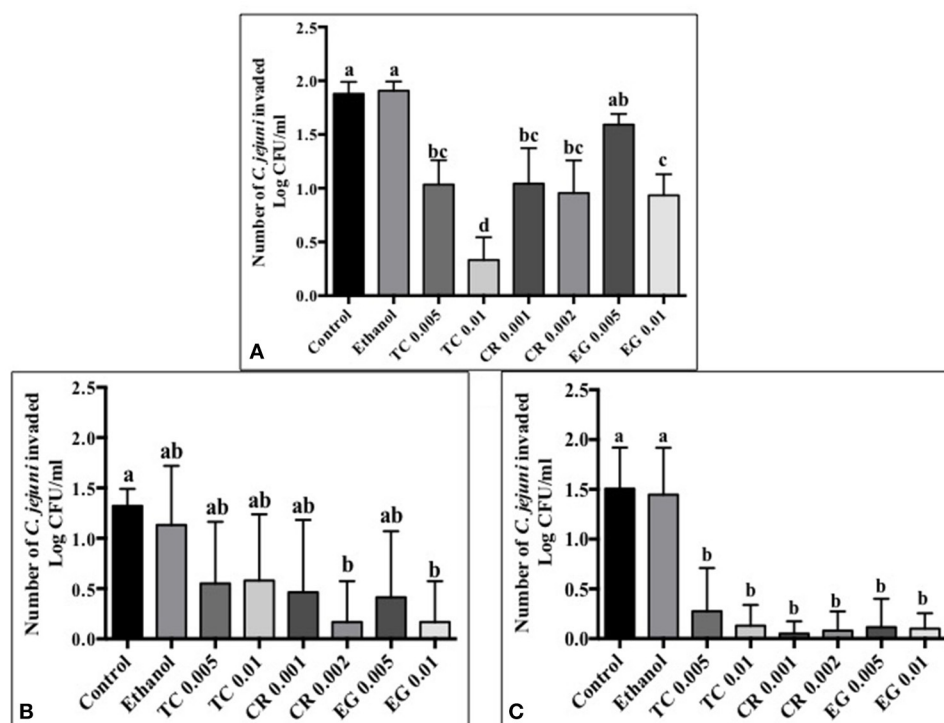 Number of C. jejuni invaded
Log CFU/ml
2.5
2.0
1.5
1.0
0.5
0.0
a
a
bc
d
bc
bc
ab
c
Control
Ethanol
TC 0.005
TC 0.01
CR 0.001
CR 0.002
EG 0.005
EG 0.01
A
Number of C. jejuni invaded
Log CFU/ml
2.5
2.0
1.5
1.0
0.5
0.0
a
ab
ab
ab
ab
b
ab
b
Control
Ethanol
TC 0.005
TC 0.01
CR 0.001
CR 0.002
EG 0.005
EG 0.01
B
Number of C. jejuni invaded
Log CFU/ml
2.5
2.0
1.5
1.0
0.5
0.0
a
a
b
b
b
b
b
b
Control
Ethanol
TC 0.005
TC 0.01
CR 0.001
CR 0.002
EG 0.005
EG 0.01
C